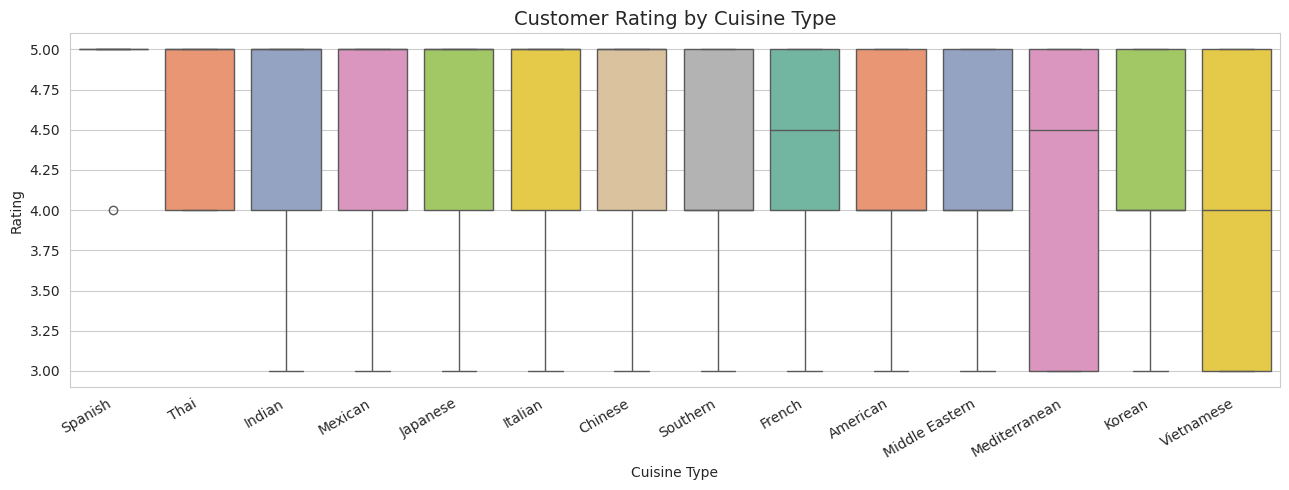 Customer Rating by Cuisine Type
Rating
5.00
4.75
4.50
4.25
4.00
3.75
3.50
3.25
3.00
Spanish
Thai
Indian
Mexican
Japanese
Italian
Chinese
Southern
French
American
Middle Eastern
Mediterranean
Korean
Vietnamese
Cuisine Type